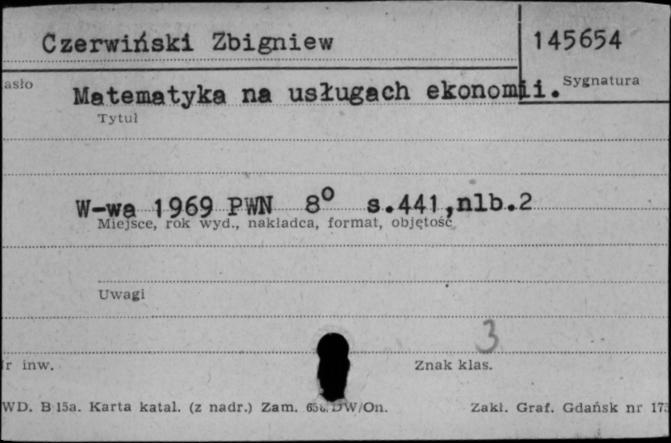 Czerwiński Zbigniew
145654
asło
Sygnatura
Matematyka na usługach ekonomii.
Tytuł
W-wa 1969 PWN 8° s.441,nlb.2
Miejsce, rok wyd., nakładca, format, objętość
Uwagi
3
r inw.
Znak klas.
WD. B 15a. Karta katal. (z nadr.) Zam. DW/On.
Zakł. Graf. Gdańsk nr 173